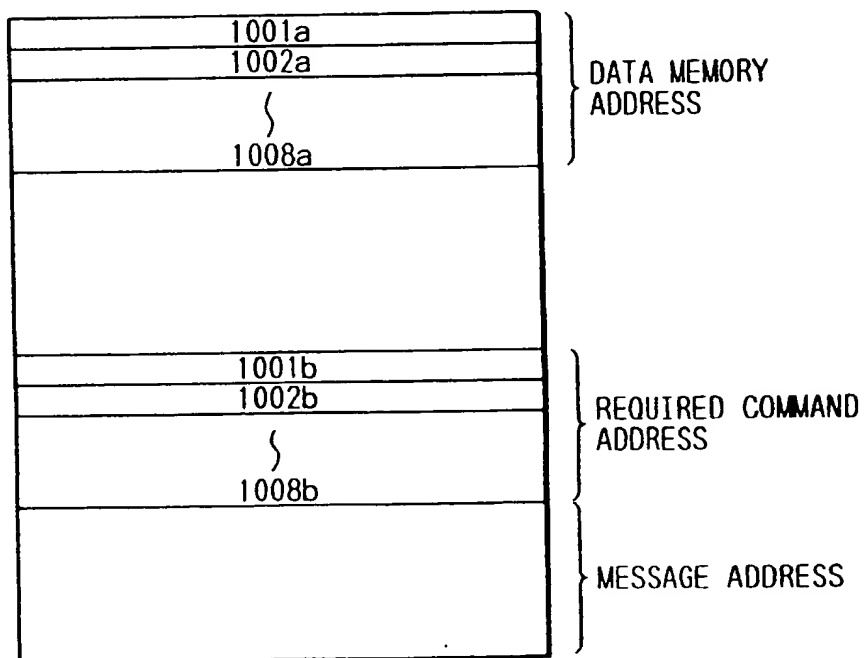 1001a
1002a
1008a
DATA MEMORY
ADDRESS
1001b
1002b
1008b
REQUIRED COMMAND
ADDRESS
MESSAGE ADDRESS